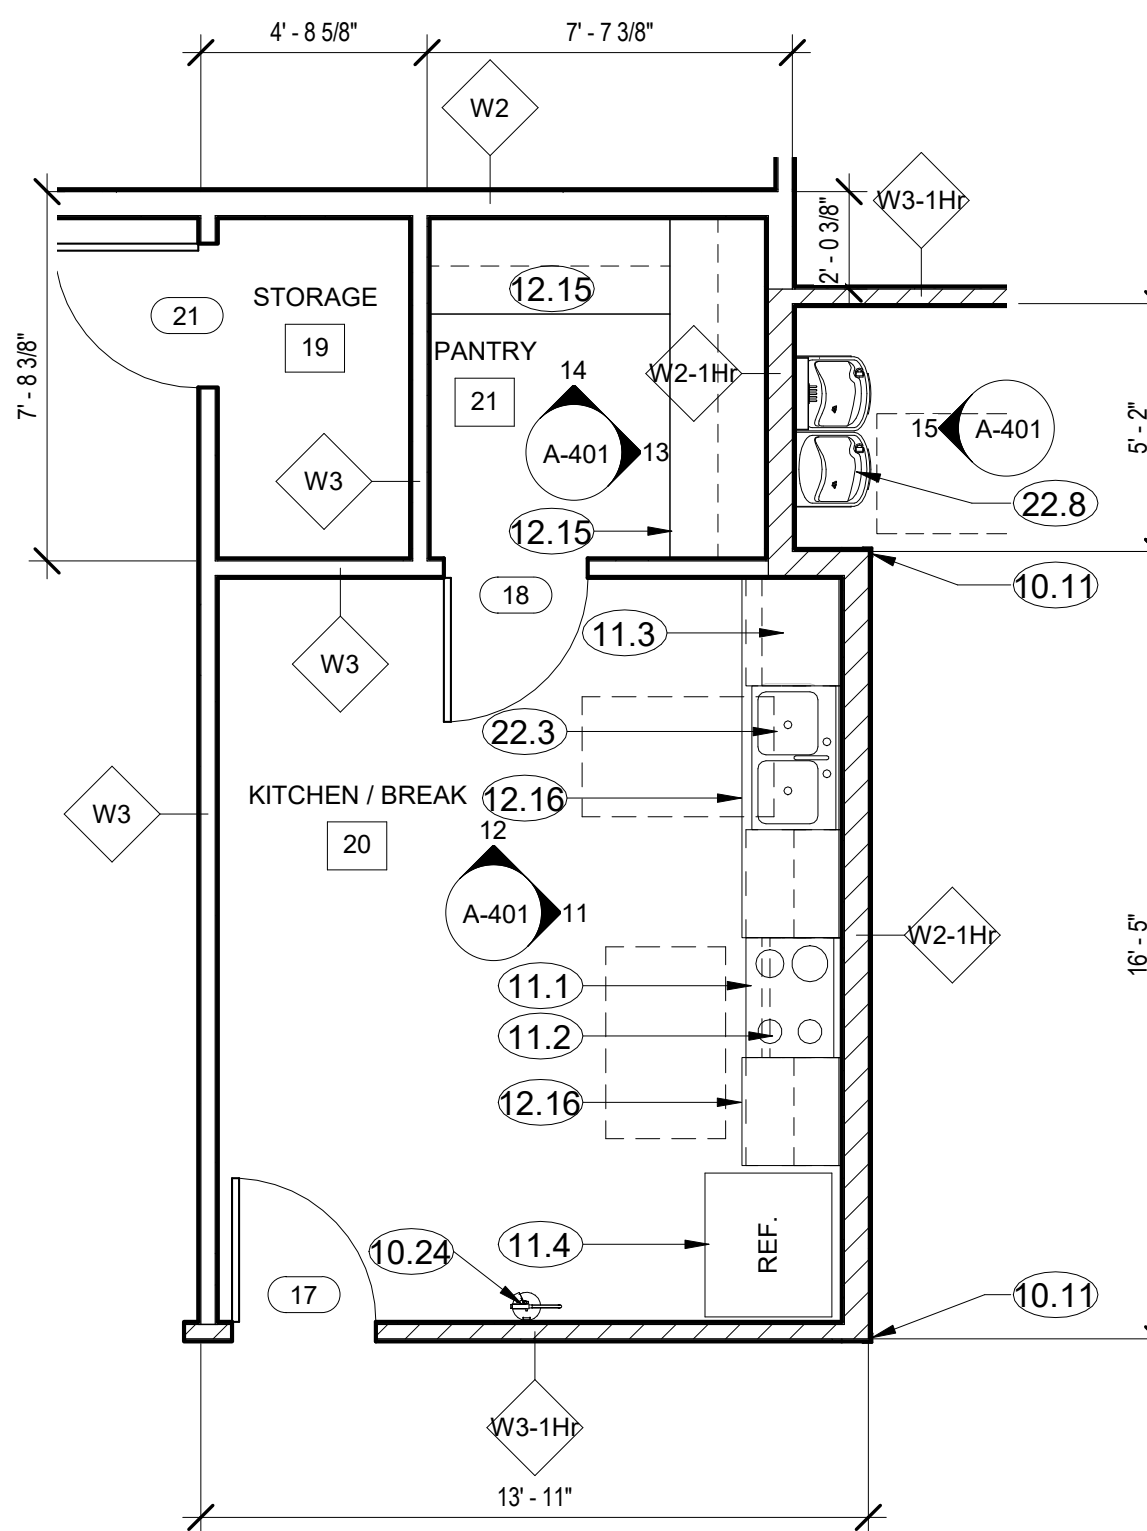 4' - 8 5/8"
7' - 7 3/8"
W2
W3-1Hr
2' - 0 3/8"
12.15
STORAGE
21
19
PANTRY
21
W2-1Hr
7' - 8 3/8"
14
A-401
13
15
A-401
5' - 2"
W3
22.8
12.15
18
10.11
11.3
W3
22.3
KITCHEN / BREAK
12.16
W3
12
20
A-401
11
W2-1Hr
16' - 5"
11.1
11.2
12.16
10.24
11.4
REF.
17
10.11
W3-1Hr
13' - 11"